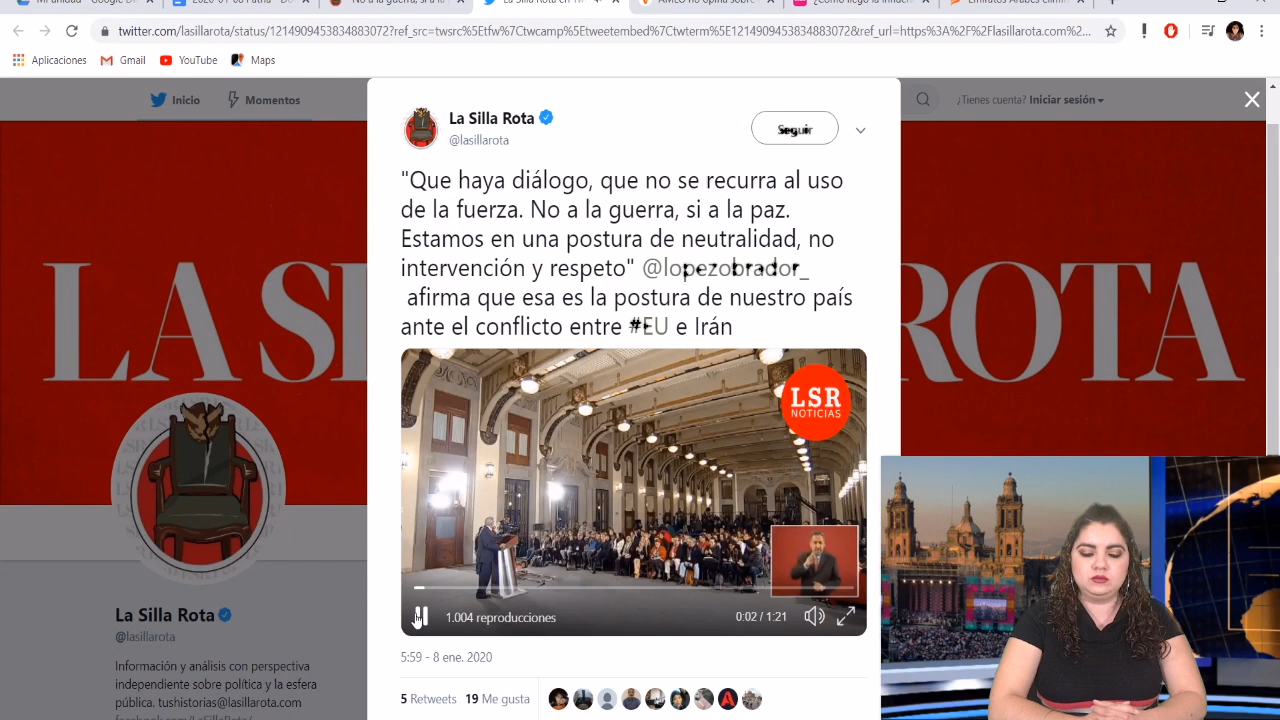 twitter.com/lasillarota/status/1214909453834883072?ref_src=twsrc%5Etfw%7Ctwcamp%5Etweetembed%7Ctwterm%5E1214909453834883072&ref_url=https%3A%2F%2Flasillarota.com%2...
Aplicaciones Gmail YouTube Maps
Inicio Momentos
¿Tienes cuenta? Iniciar sesión
LA SI
ROTA
La Silla Rota
@lasillarota
Seguir
"Que haya diálogo, que no se recurra al uso
de la fuerza. No a la guerra, si a la paz.
Estamos en una postura de neutralidad, no
intervención y respeto" @lopezobrador_
afirma que esa es la postura de nuestro país
ante el conflicto entre #EU e Irán
LSR
NOTICIAS
1.004 reproducciones
0:02 / 1:21
5:59 - 8 ene. 2020
5 Retweets 19 Me gusta
La Silla Rota
@lasillarota
Información y análisis con perspectiva
independiente sobre política y la esfera
pública. tushistorias@lasillarota.com